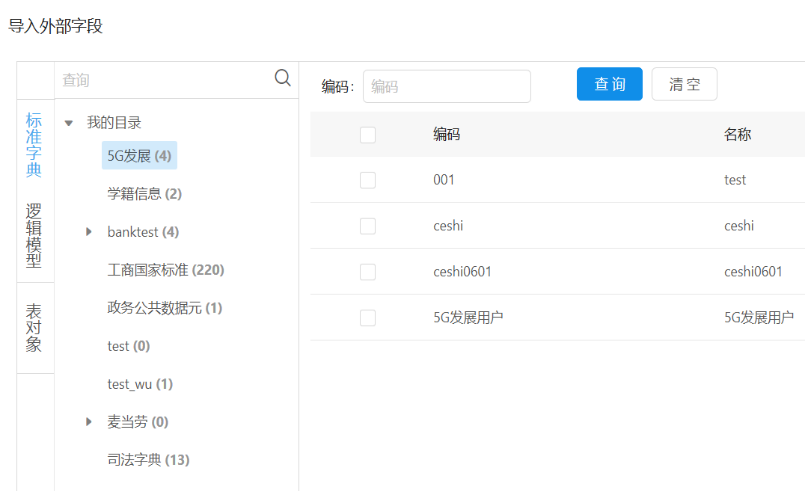 导入外部字段
标准字典
逻辑模型
表对象
查询
我的目录
5G发展 (4)
学籍信息 (2)
banktest (4)
工商国家标准 (220)
政务公共数据元 (1)
test (0)
test_wu (1)
麦当劳 (0)
司法字典 (13)
编码: 编码 查 询 清 空
编码 名称
001 test
ceshi ceshi
ceshi0601 ceshi0601
5G发展用户 5G发展用户